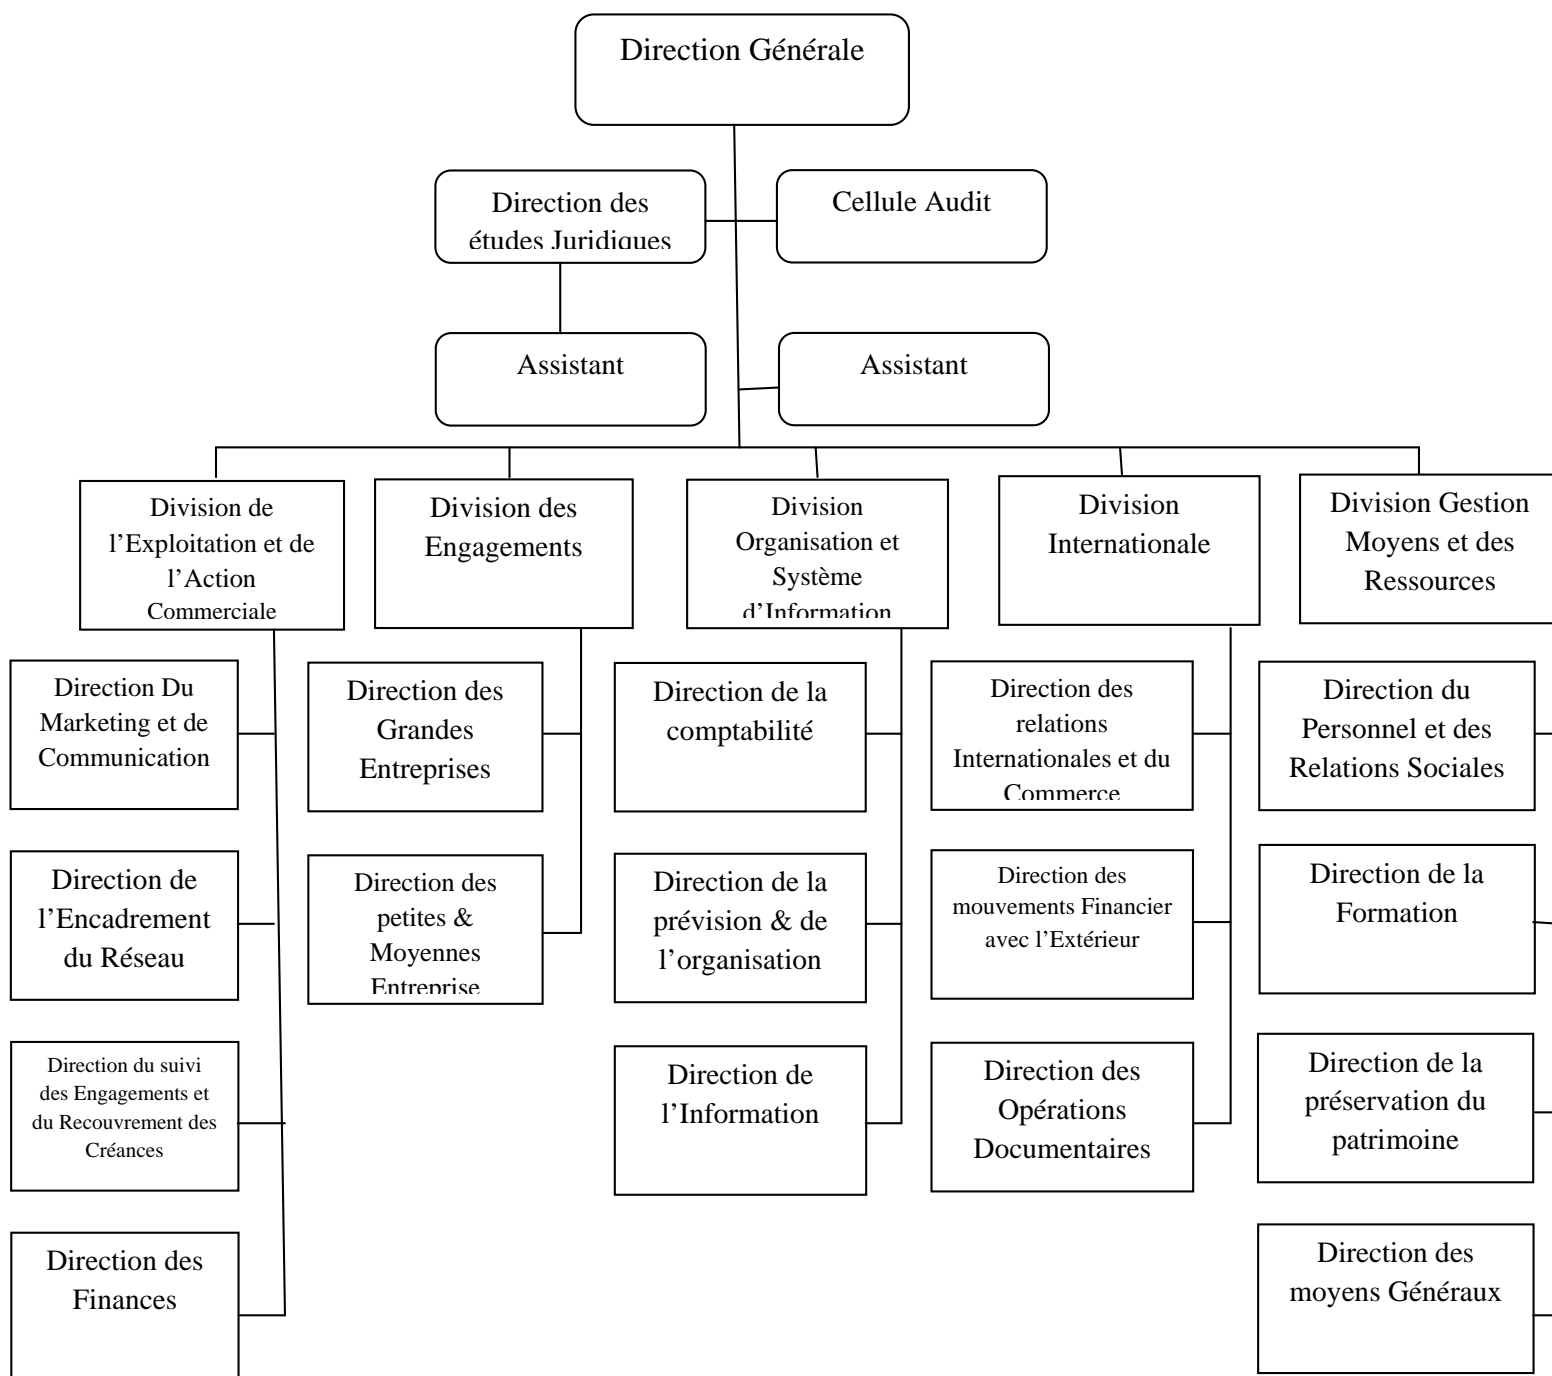 Direction Générale
Direction des
études Juridiques
Cellule Audit
Assistant
Assistant
Division de
l’Exploitation et de
l’Action
Commerciale
Division des
Engagements
Division
Organisation et
Système
d’Information
Division
Internationale
Division Gestion
Moyens et des
Ressources
Direction Du
Marketing et de
Communication
Direction des
Grandes
Entreprises
Direction de la
comptabilité
Direction des
relations
Internationales et du
Commerce
Direction du
Personnel et des
Relations Sociales
Direction de
l’Encadrement
du Réseau
Direction des
petites &
Moyennes
Entreprise
Direction de la
prévision & de
l’organisation
Direction des
mouvements Financier
avec l’Extérieur
Direction de la
Formation
Direction du suivi
des Engagements et
du Recouvrement des
Créances
Direction de
l’Information
Direction des
Opérations
Documentaires
Direction de la
préservation du
patrimoine
Direction des
Finances
Direction des
moyens Généraux